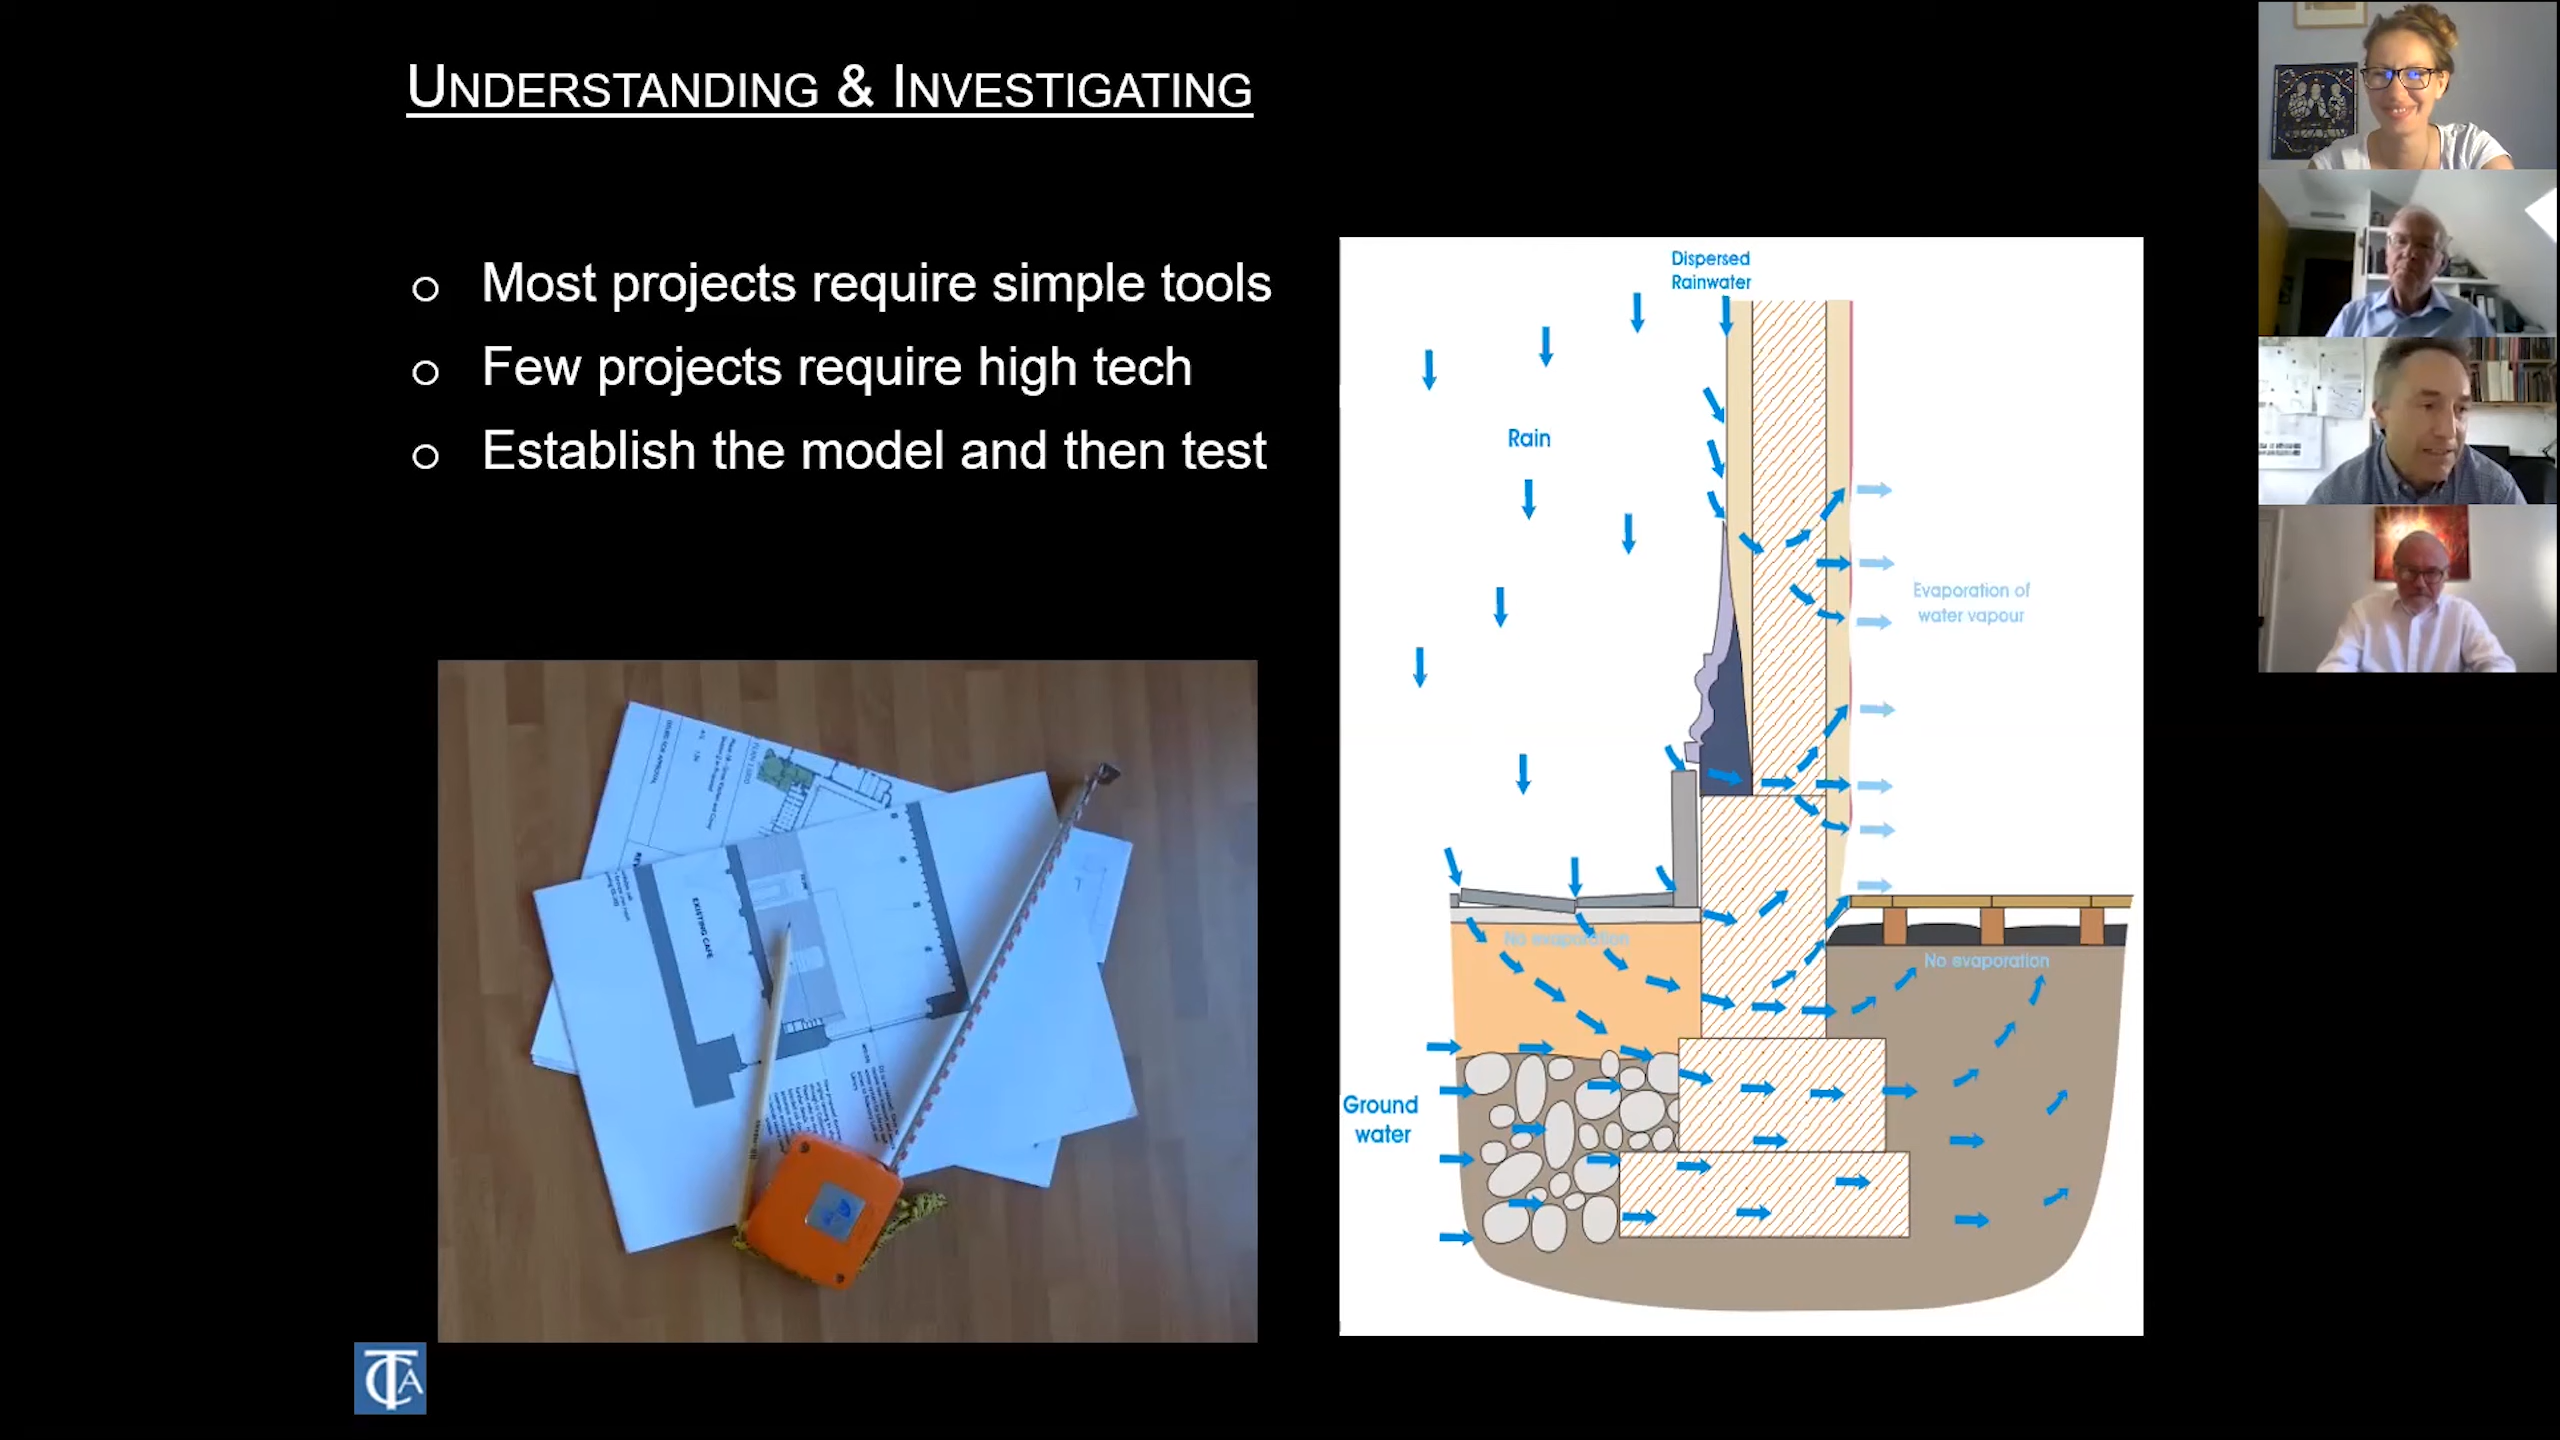 UNDERSTANDING & INVESTIGATING
Most projects require simple tools
Few projects require high tech
Establish the model and then test
Dispersed
Rainwater
Rain
Evaporation of
water vapour
No evaporation
No evaporation
Ground
water
EXISTING CAFE
TCA